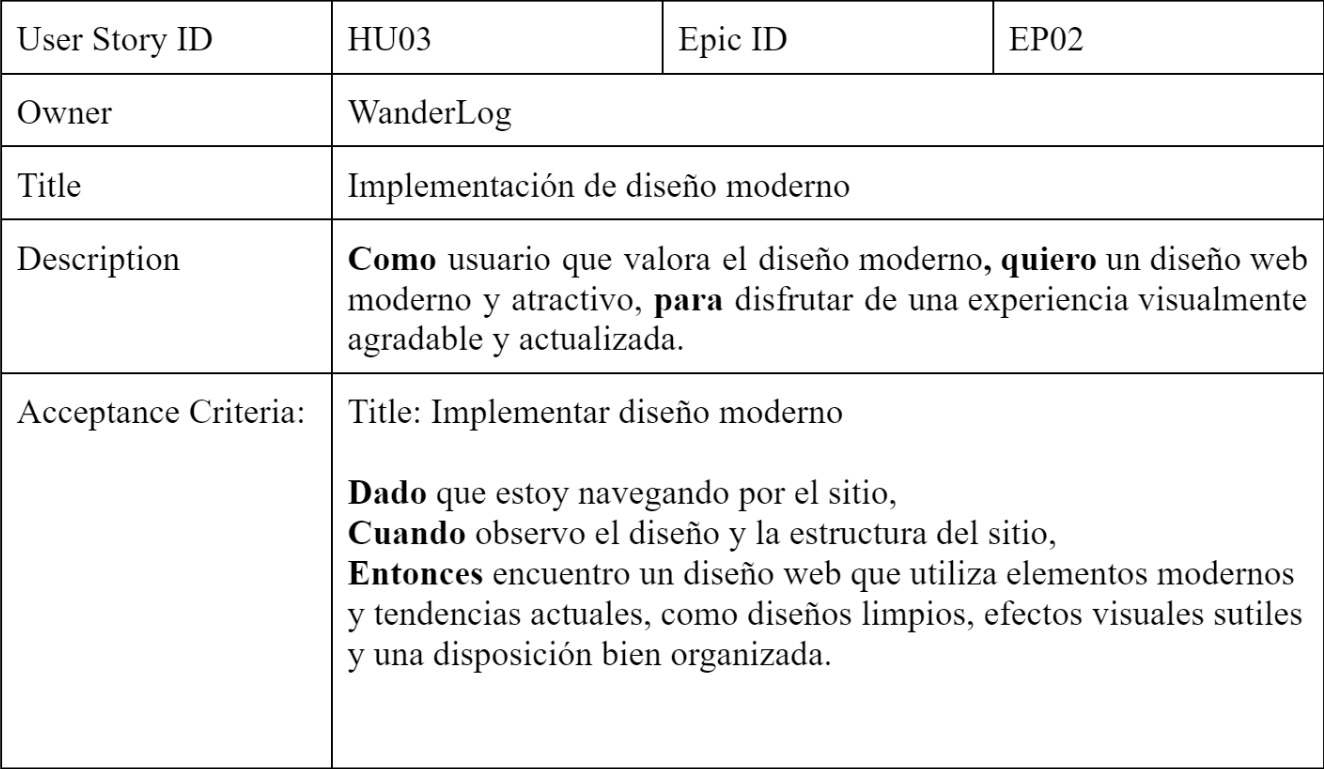 User Story ID HU03 Epic ID EP02
Owner WanderLog
Title Implementación de diseño moderno
Description Como usuario que valora el diseño moderno, quiero un diseño web
moderno y atractivo, para disfrutar de una experiencia visualmente
agradable y actualizada.
Acceptance Criteria: Title: Implementar diseño moderno
Dado que estoy navegando por el sitio,
Cuando observo el diseño y la estructura del sitio,
Entonces encuentro un diseño web que utiliza elementos modernos
y tendencias actuales, como diseños limpios, efectos visuales sutiles
y una disposición bien organizada.